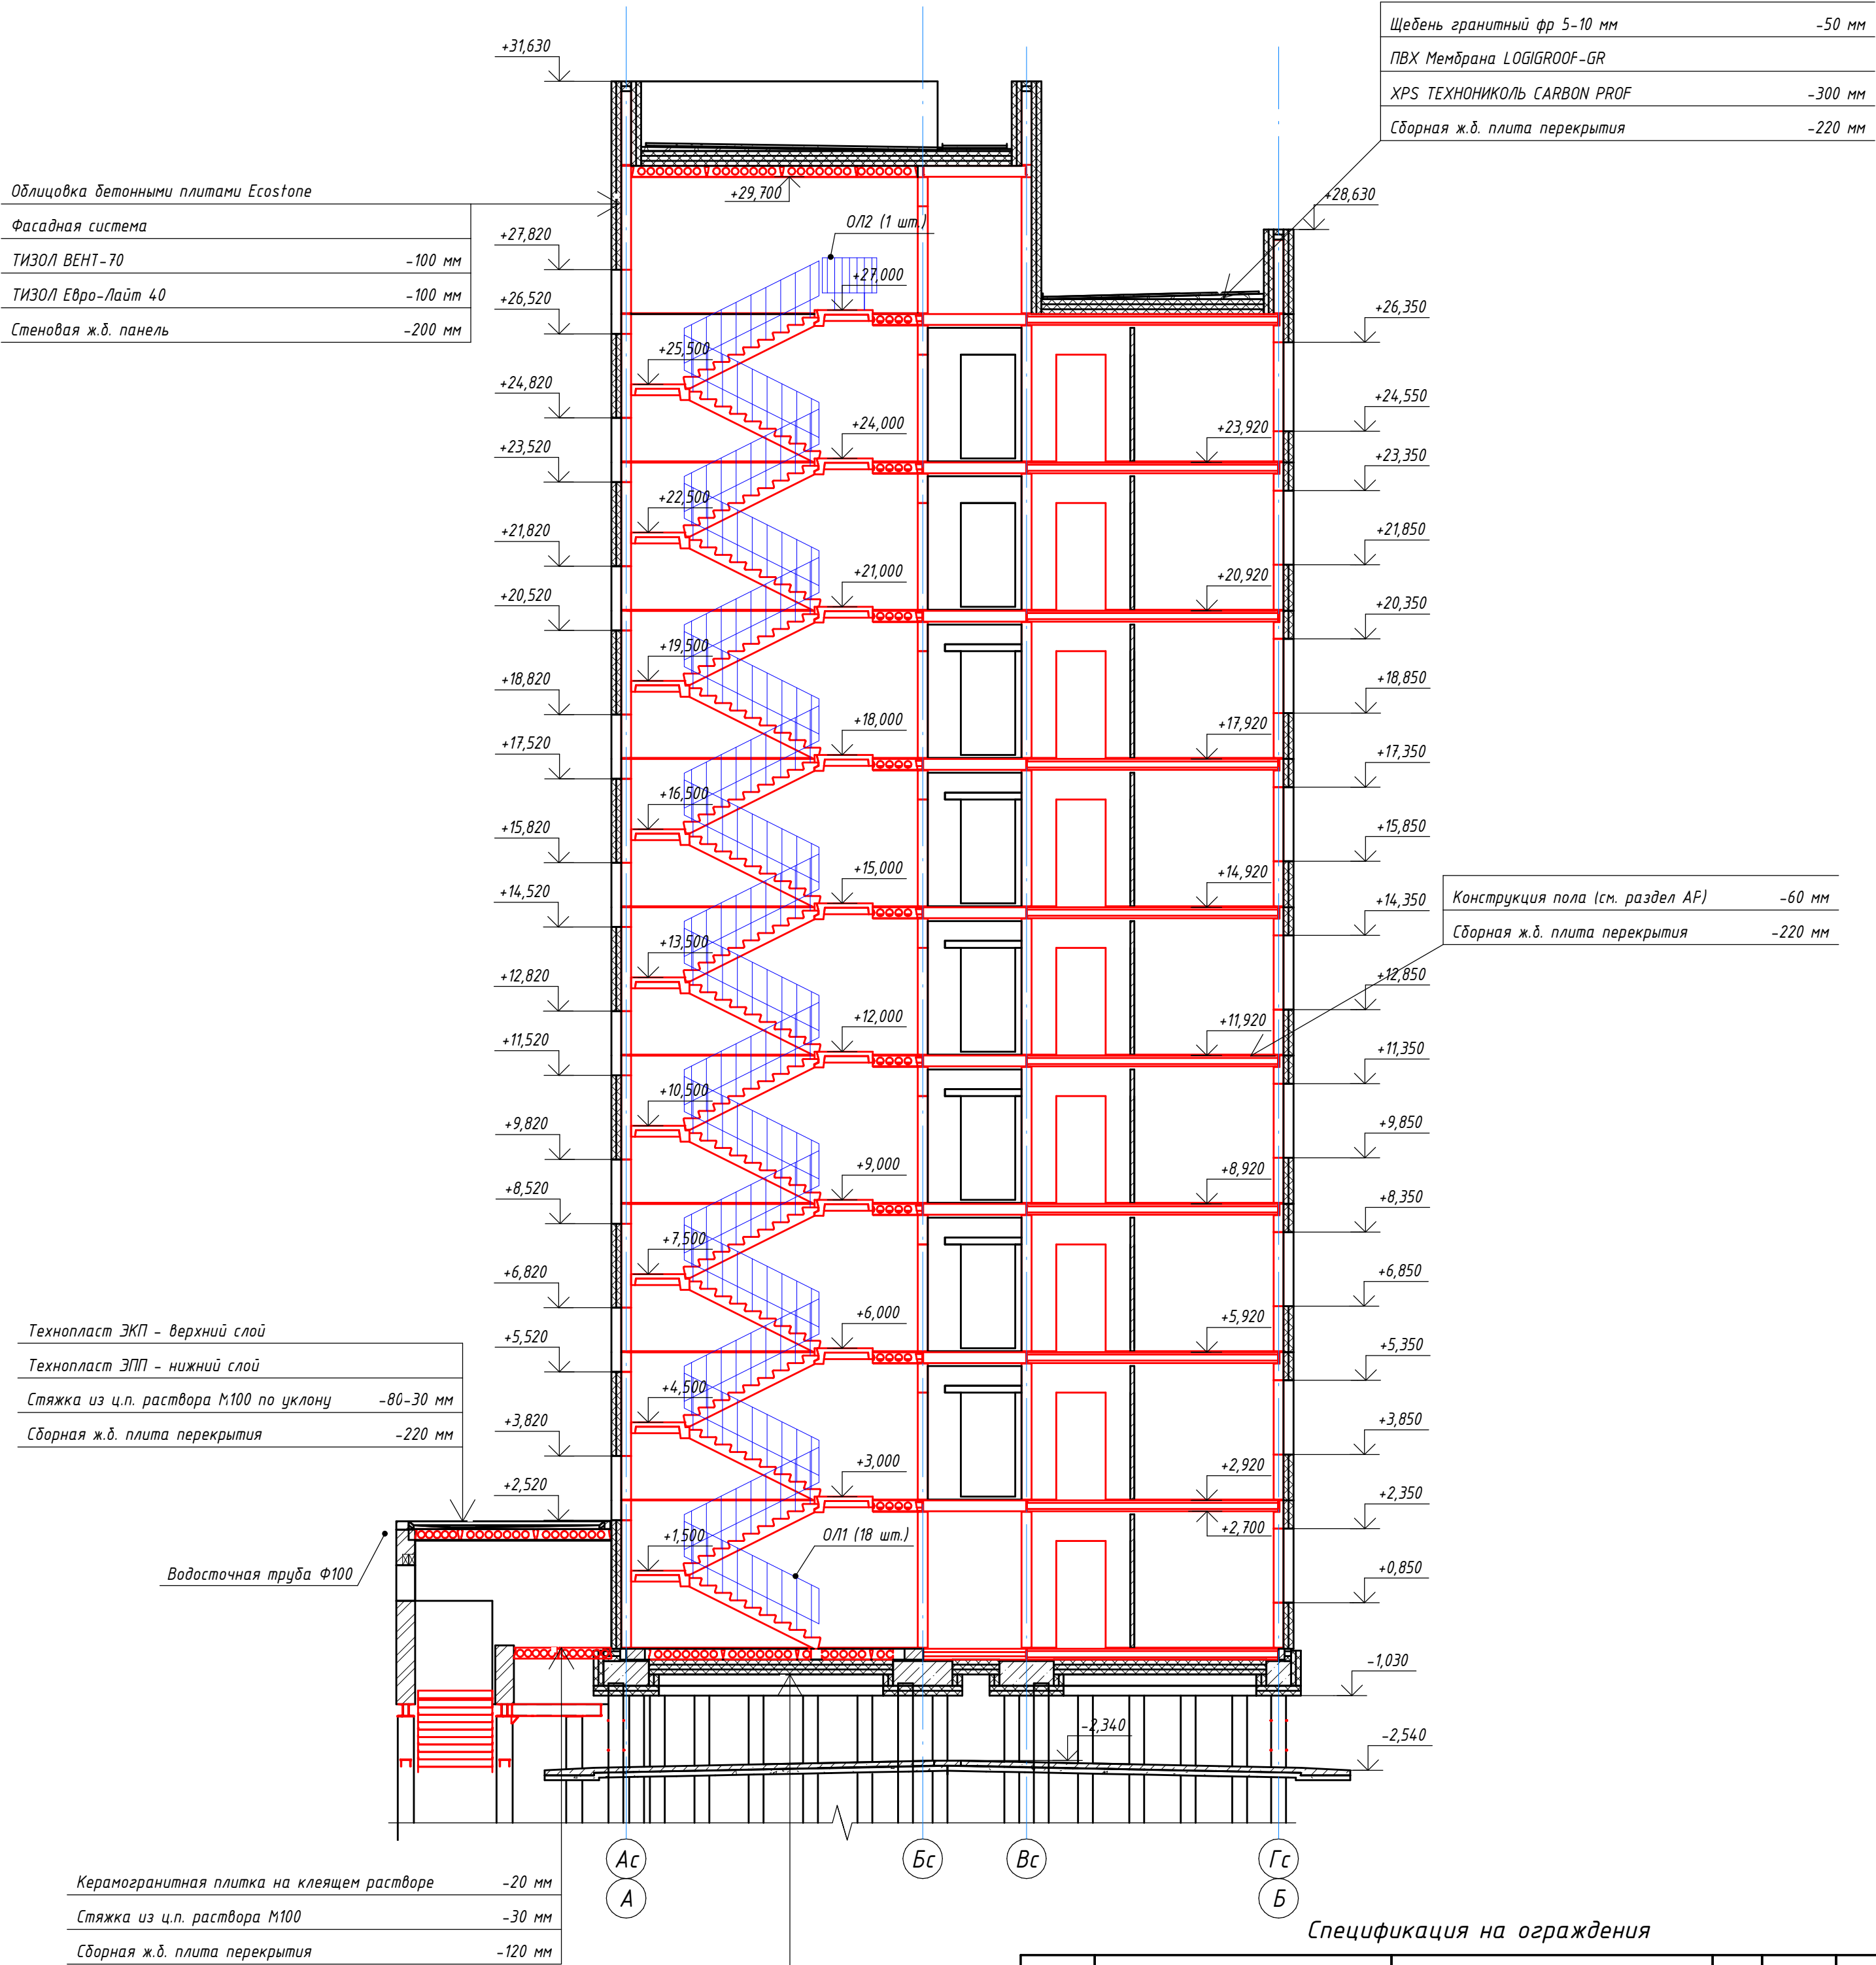 +31,630
Щебень гранитный фр 5-10 мм -50 мм
ПВХ Мембрана LOGIGROOF-GR
XPS ТЕХНОНИКОЛЬ CARBON PROF -300 мм
Сборная ж.б. плита перекрытия -220 мм
Облицовка бетонными плитами Ecostone
Фасадная система
ТИЗОЛ ВЕНТ-70 -100 мм
ТИЗОЛ Евро-Лайт 40 -100 мм
Стеновая ж.б. панель -200 мм
+29,700
+28,630
ОЛ2 (1 шт.)
+27,820
+27,000
+26,520
+26,350
+25,500
+24,820
+24,550
+24,000
+23,920
+23,520
+23,350
+22,500
+21,820
+21,850
+21,000
+20,920
+20,520
+20,350
+19,500
+18,820
+18,850
+18,000
+17,920
+17,520
+17,350
+16,500
+15,820
+15,850
+15,000
+14,920
+14,520
+14,350
Конструкция пола (см. раздел АР) -60 мм
Сборная ж.б. плита перекрытия -220 мм
+13,500
+12,820
+12,850
+12,000
+11,920
+11,520
+11,350
+10,500
+9,820
+9,850
+9,000
+8,920
+8,520
+8,350
+7,500
+6,820
+6,850
+6,000
+5,920
+5,520
+5,350
Технопласт ЭКП - верхний слой
Технопласт ЭПП - нижний слой
Стяжка из ц.п. раствора М100 по уклону -80-30 мм
Сборная ж.б. плита перекрытия -220 мм
+4,500
+3,820
+3,850
+3,000
+2,920
+2,520
+2,350
+2,700
+1,500
ОЛ1 (18 шт.)
Водосточная труба Ф100
+0,850
-1,030
-2,340
-2,540
Ас
Бс
Вс
Гс
А
Б
Керамогранитная плитка на клеящем растворе -20 мм
Стяжка из ц.п. раствора М100 -30 мм
Сборная ж.б. плита перекрытия -120 мм
Спецификация на ограждения